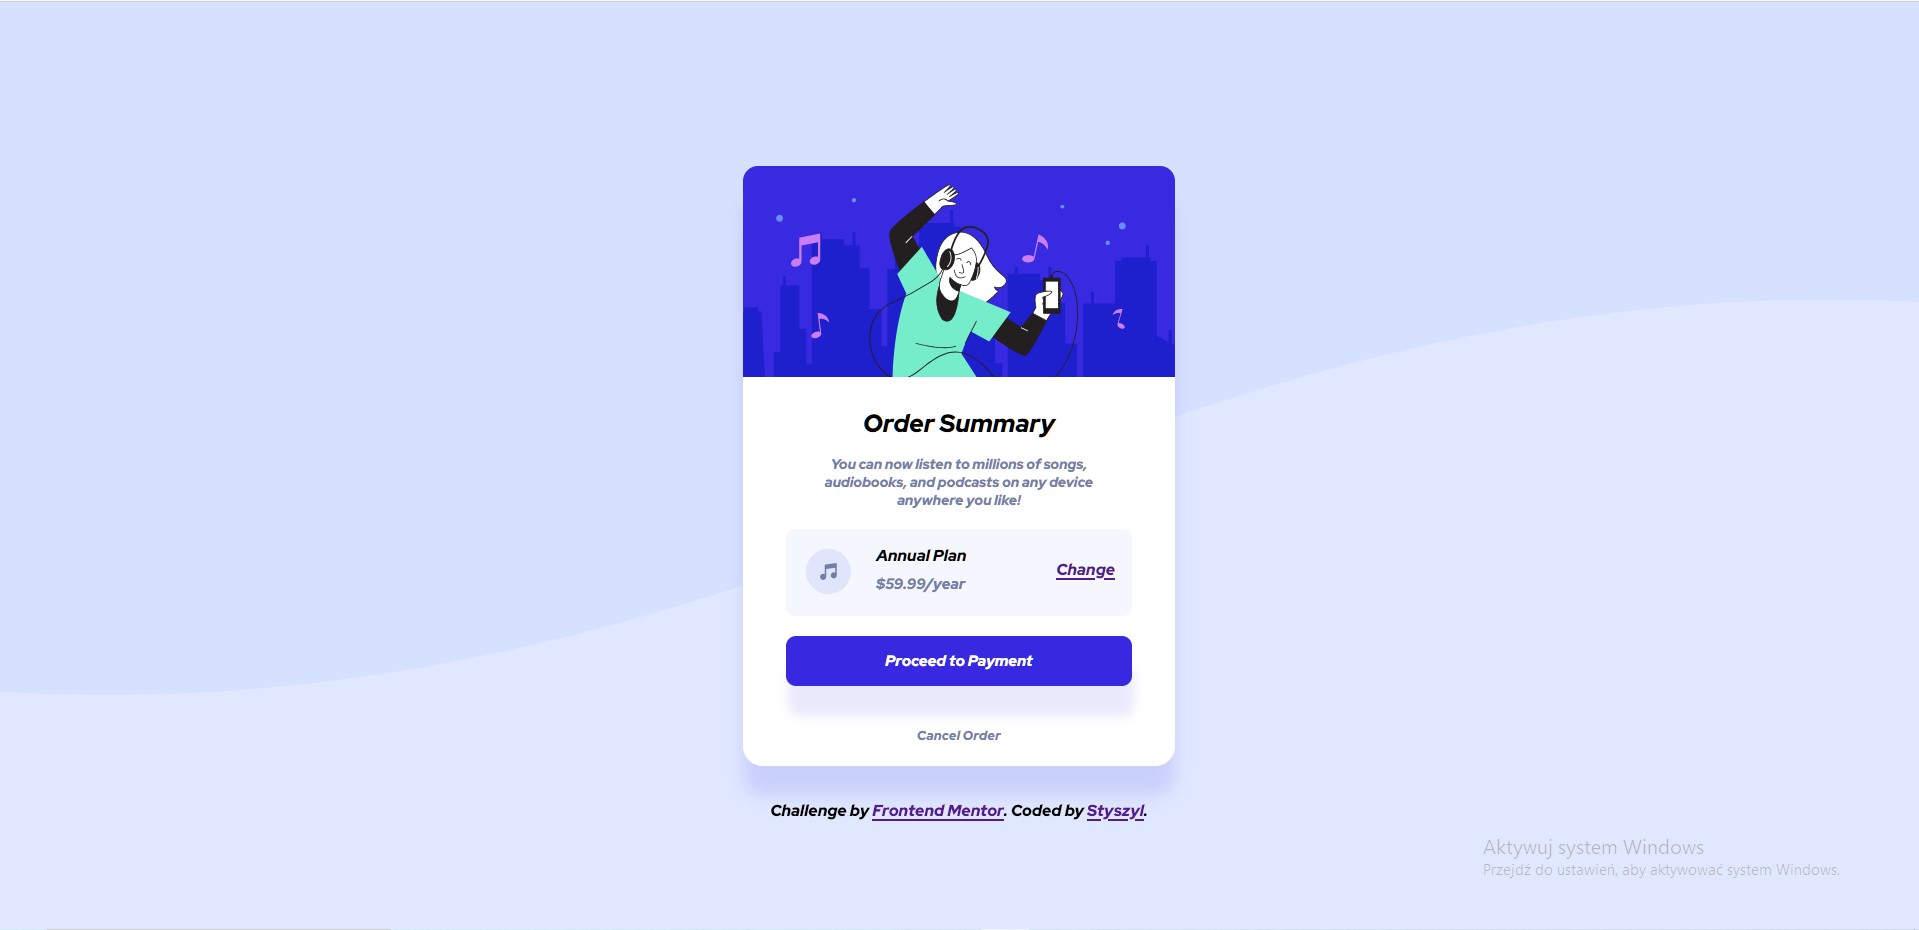 Order Summary
You can now listen to millions of songs,
audiobooks, and podcasts on any device
anywhere you like!
Annual Plan
$59.99/year
Change
Proceed to Payment
Cancel Order
Challenge by Frontend Mentor. Coded by Styszyl.
Aktywuj system Windows
Przejdź do ustawień, aby aktywować system Windows.